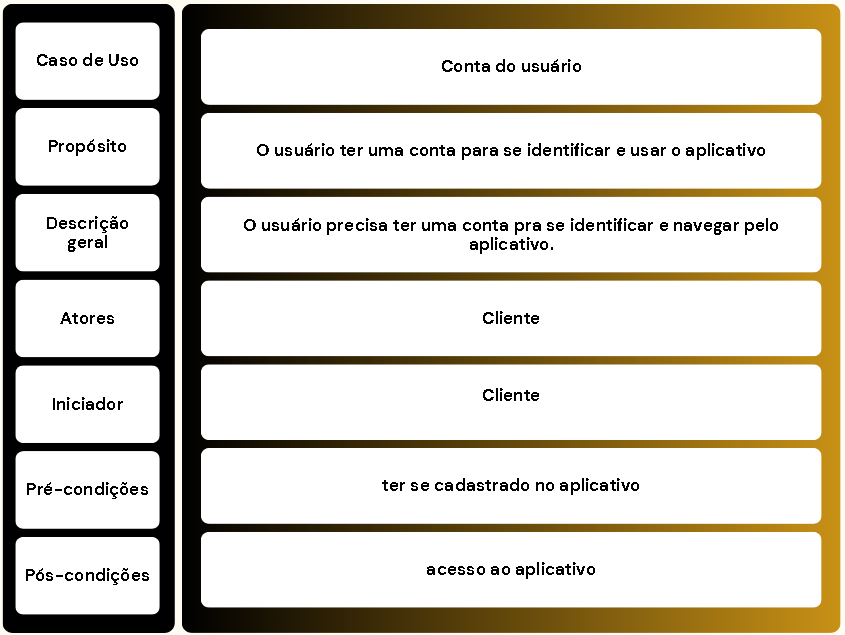 Caso de Uso
Conta do usuário
Propósito
O usuário ter uma conta para se identificar e usar o aplicativo
Descrição
geral
O usuário precisa ter uma conta pra se identificar e navegar pelo
aplicativo.
Atores
Cliente
Iniciador
Cliente
Pré-condições
ter se cadastrado no aplicativo
Pós-condições
acesso ao aplicativo